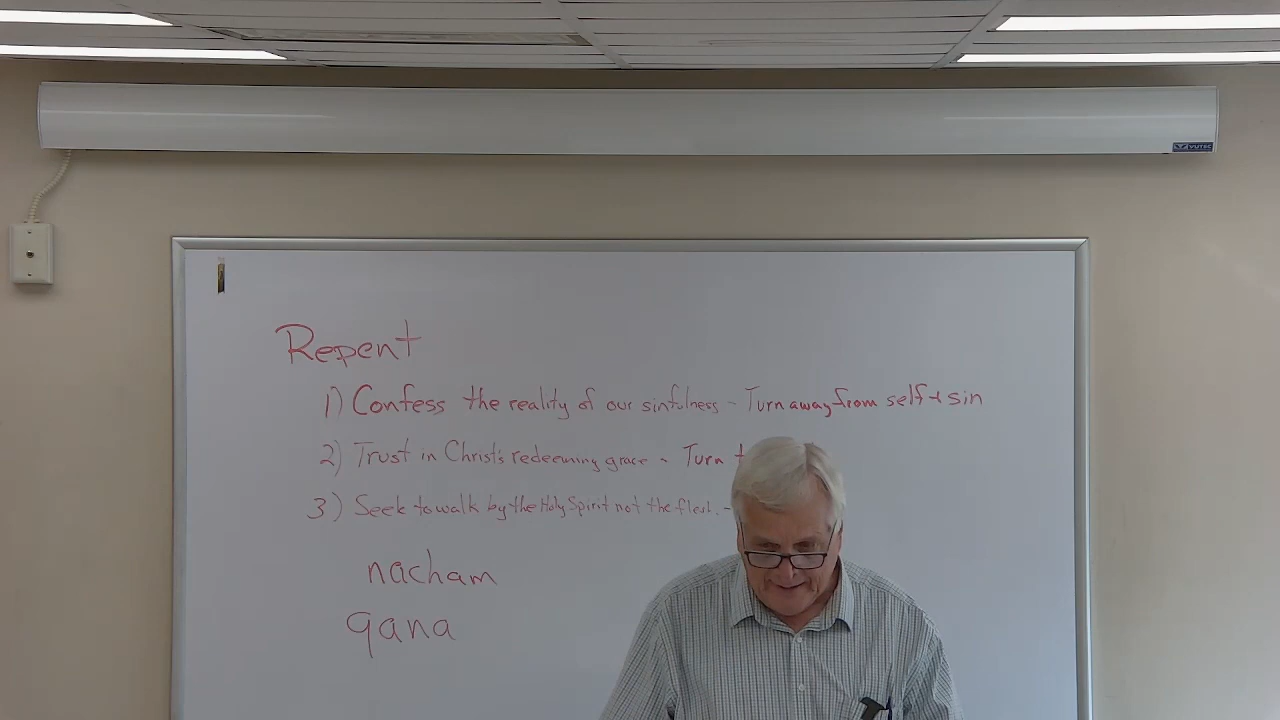 VUTEC
Repent
1) Confess the reality of our sinfulness - Turn away from self + sin
2) Trust in Christ's redeeming grace - Turn
3) Seek to walk by the Holy Spirit not the flesh. -
nacham
qana